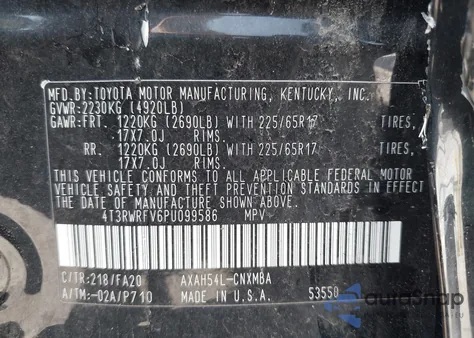 MFD.BY:TOYOTA MOTOR MANUFACTURING, KENTUCKY, INC.
GVWR:2230KG (4920LB)
GAWR:FRT. 1220KG (2690LB) WITH 225/65R17 TIRES,
17X7.0J RIMS.
RR. 1220KG (2690LB) WITH 225/65R17 TIRES,
17X7.0J RIMS.
THIS VEHICLE CONFORMS TO ALL APPLICABLE FEDERAL MOTOR
VEHICLE SAFETY AND THEFT PREVENTION STANDARDS IN EFFECT
ON THE DATE OF MANUFACTURE SHOWN ABOVE.
4T3RWRFV6PU099586 MPV
C/TR:218/FA20 AXAH54L-CNXMBA
A/TM:-02A/P710 MADE IN U.S.A. 53550
autoSnap